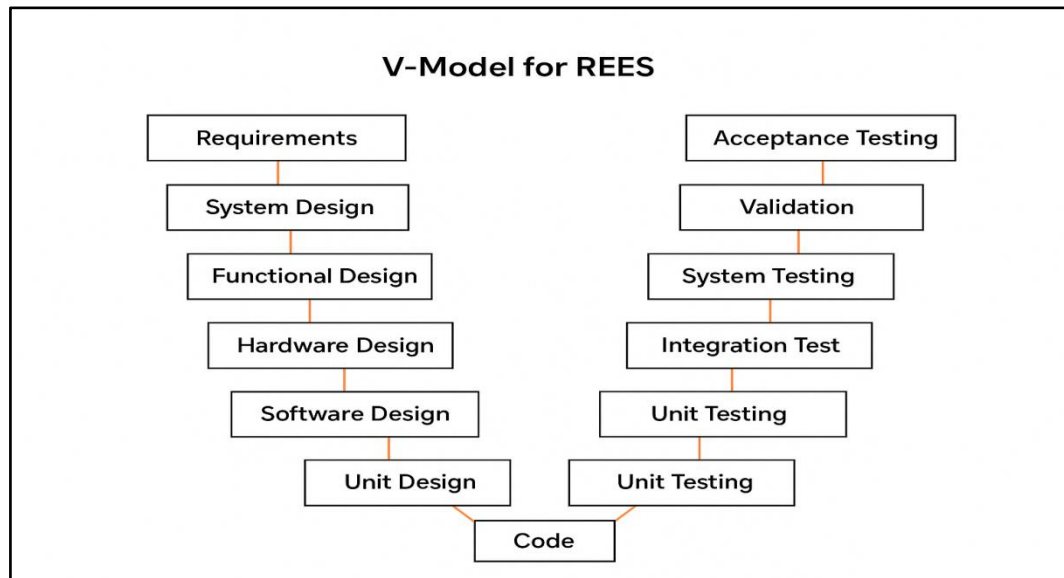 V-Model for REES
Requirements
System Design
Functional Design
Hardware Design
Software Design
Unit Design
Code
Acceptance Testing
Validation
System Testing
Integration Test
Unit Testing
Unit Testing